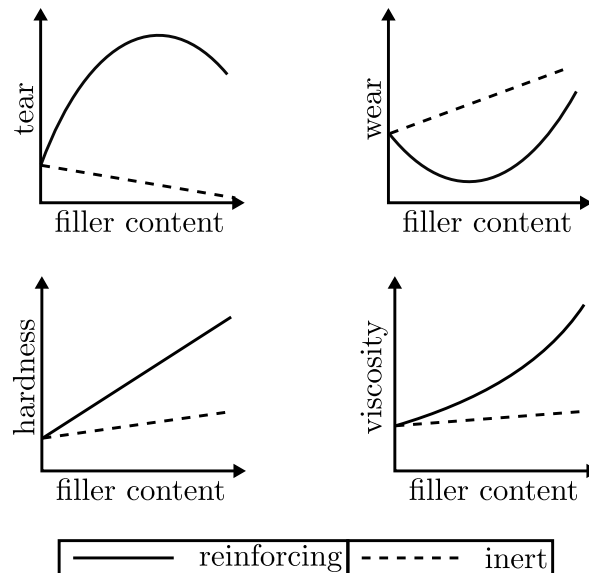 tear
filler content
wear
filler content
hardness
filler content
viscosity
filler content
reinforcing
inert